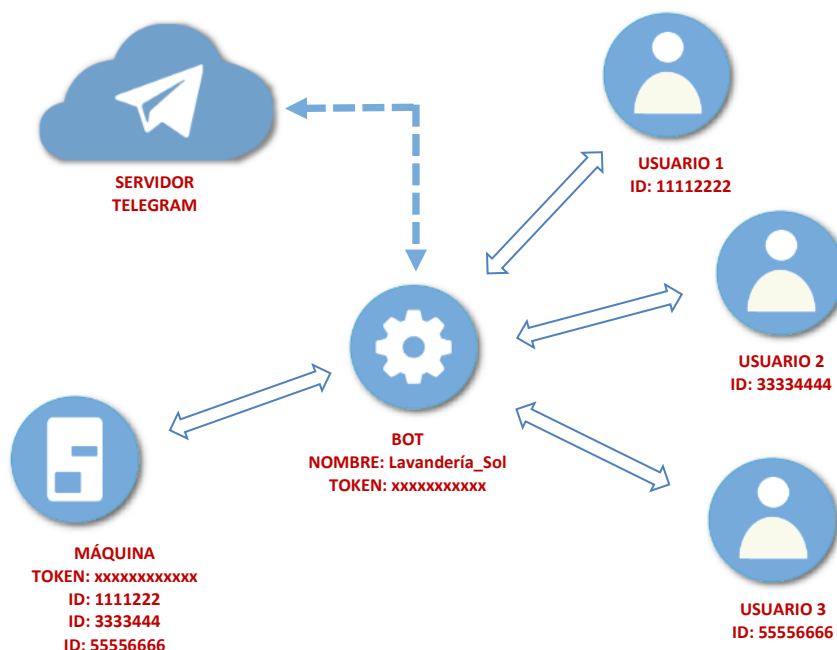 SERVIDOR
TELEGRAM
USUARIO 1
ID: 11112222
USUARIO 2
ID: 33334444
BOT
NOMBRE: Lavandería_Sol
TOKEN: xxxxxxxxxxx
MÁQUINA
TOKEN: xxxxxxxxxxxx
ID: 1111222
ID: 3333444
ID: 55556666
USUARIO 3
ID: 55556666